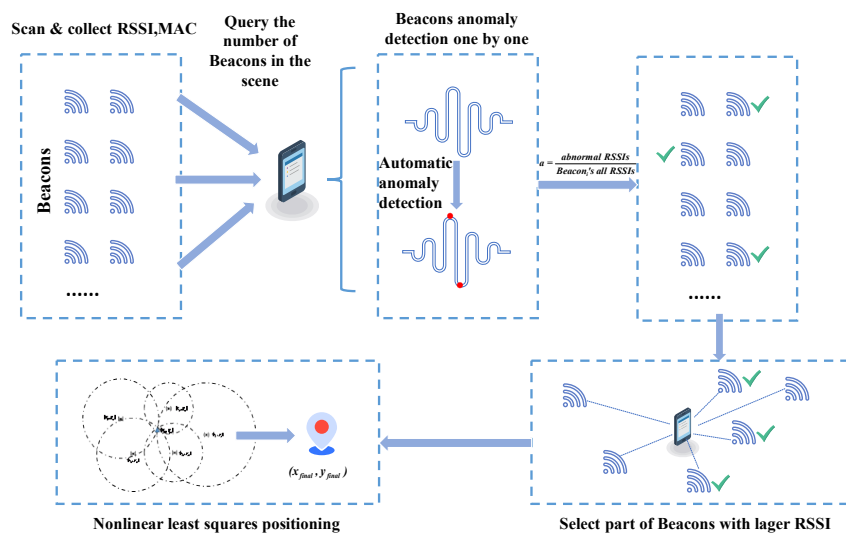 Scan & collect RSSI,MAC
Query the
number of
Beacons in the
scene
Beacons anomaly
detection one by one
Beacons
......
Automatic
anomaly
detection
a = abnormal RSSIs
Beacon_i's all RSSIs
......
Select part of Beacons with lager RSSI
(x_final, y_final)
Nonlinear least squares positioning